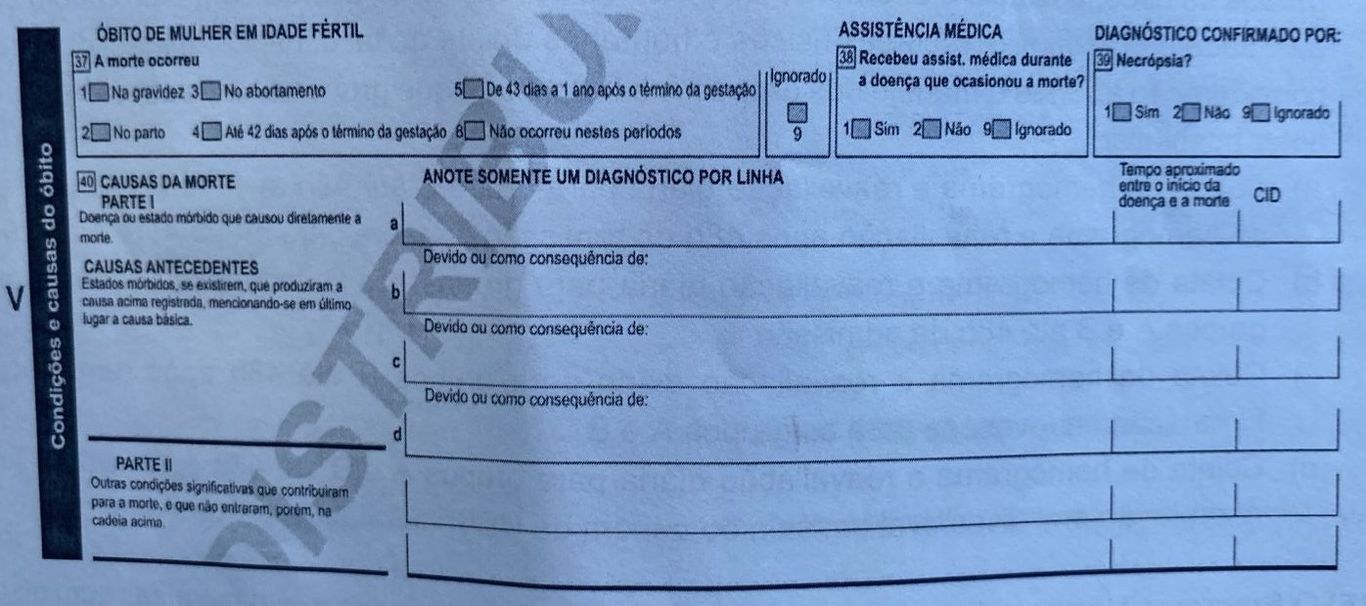 ÓBITO DE MULHER EM IDADE FÉRTIL
37 A morte ocorreu
1 Na gravidez 3 No abortamento 5 De 43 dias a 1 ano após o término da gestação
2 No parto 4 Até 42 dias após o término da gestação 8 Não ocorreu nestes períodos
Ignorado
9
ASSISTÊNCIA MÉDICA
38 Recebeu assist. médica durante
a doença que ocasionou a morte?
1 Sim 2 Não 9 Ignorado
DIAGNÓSTICO CONFIRMADO POR:
39 Necrópsia?
1 Sim 2 Não 9 Ignorado
V
Condições e causas do óbito
40 CAUSAS DA MORTE
PARTE I
Doença ou estado mórbido que causou diretamente a
morte.
CAUSAS ANTECEDENTES
Estados mórbidos, se existirem, que produziram a
causa acima registrada, mencionando-se em último
lugar a causa básica.
PARTE II
Outras condições significativas que contribuíram
para a morte, e que não entraram, porém, na
cadeia acima.
ANOTE SOMENTE UM DIAGNÓSTICO POR LINHA
Tempo aproximado
entre o início da
doença e a morte
CID
a
Devido ou como consequência de:
b
Devido ou como consequência de:
c
Devido ou como consequência de:
d
DISTRIBU